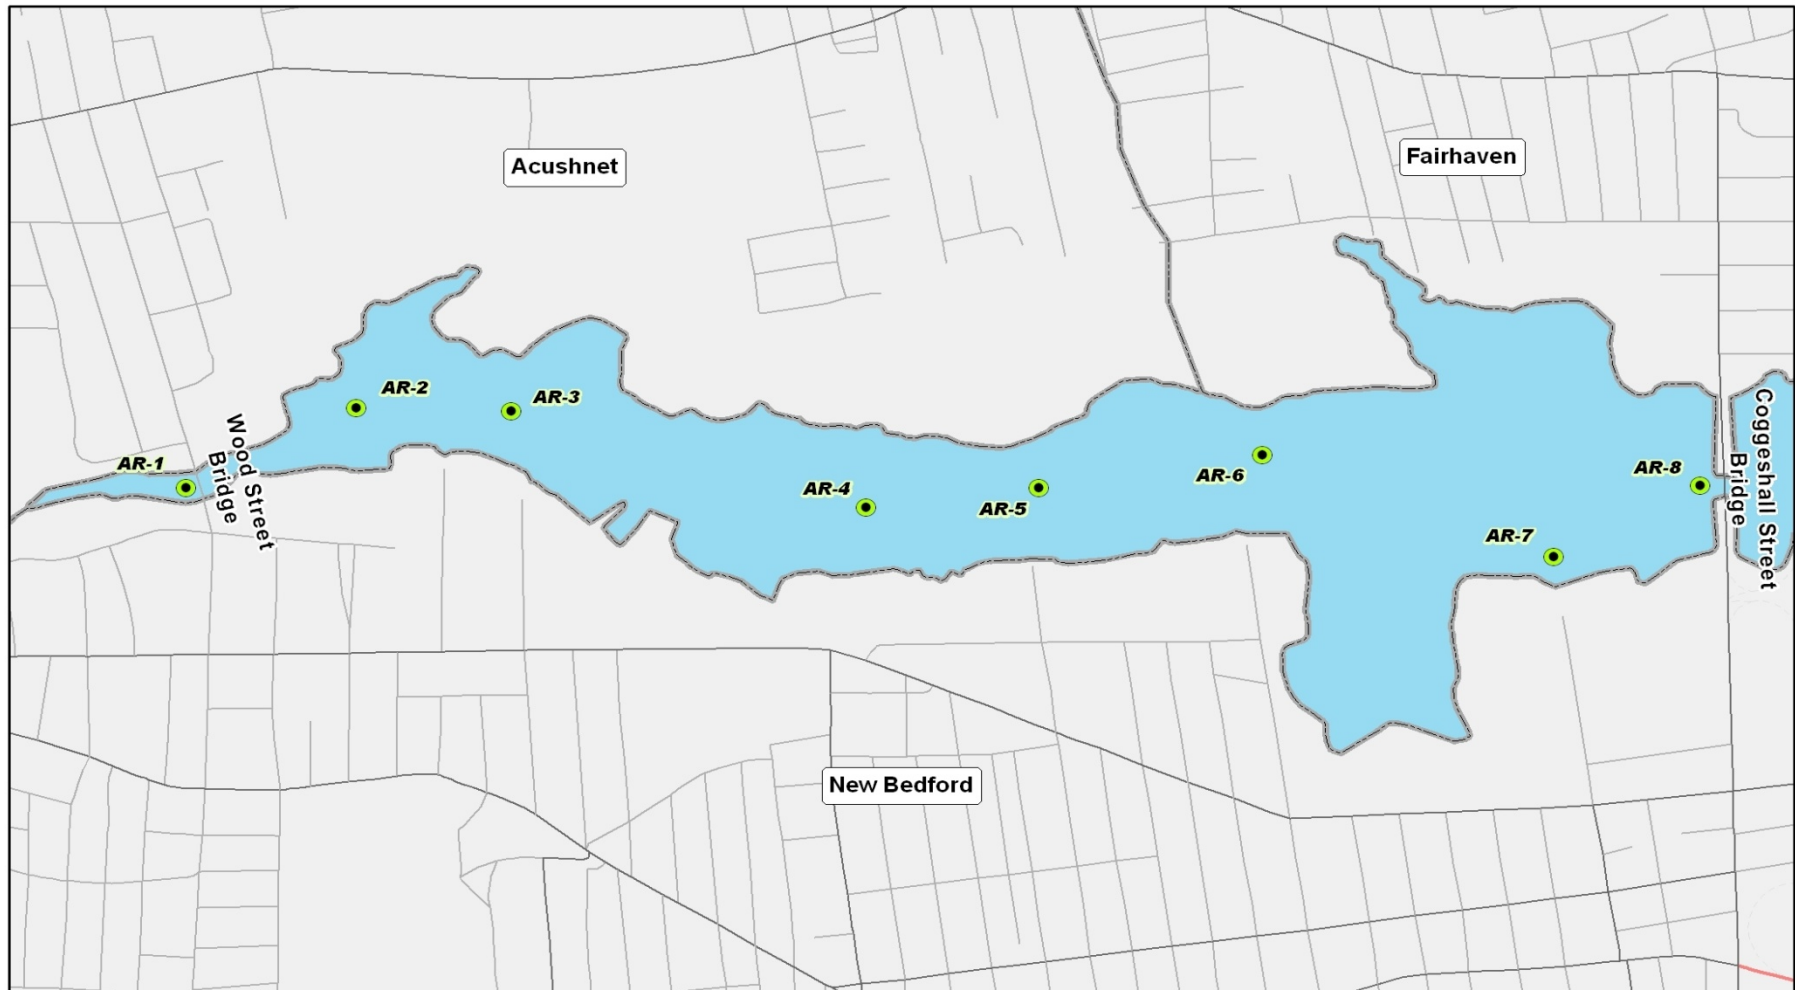 Acushnet
Fairhaven
AR-2
AR-3
Wood Street
Bridge
AR-1
AR-4
AR-5
AR-6
AR-7
AR-8
Coggeshall Street
Bridge
New Bedford